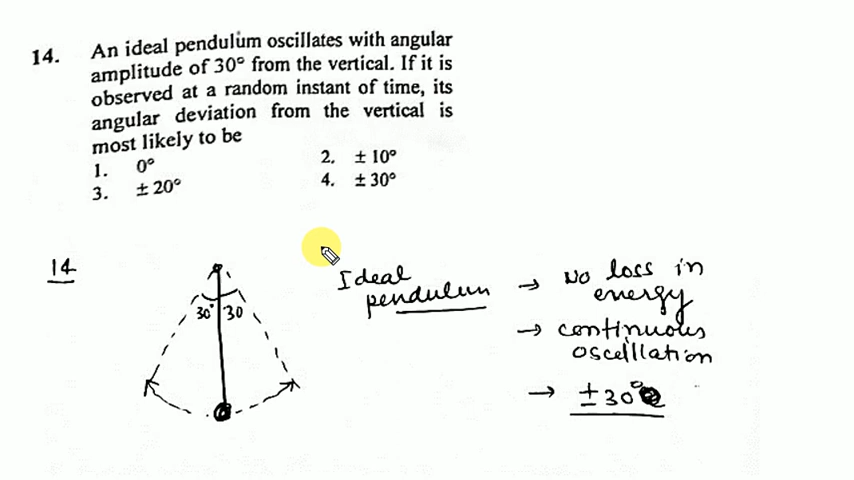 14. An ideal pendulum oscillates with angular
amplitude of 30° from the vertical. If it is
observed at a random instant of time, its
angular deviation from the vertical is
most likely to be
1. 0°
2. ± 10°
3. ± 20°
4. ± 30°
14
30° 30
Ideal
pendulum
→ No loss in
energy
→ continuous
oscillation
→ ±30°